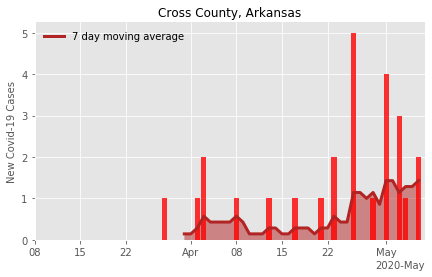 Cross County, Arkansas
7 day moving average
New Covid-19 Cases
5
4
3
2
1
0
08 15 22 Apr 08 15 22 May
2020-May